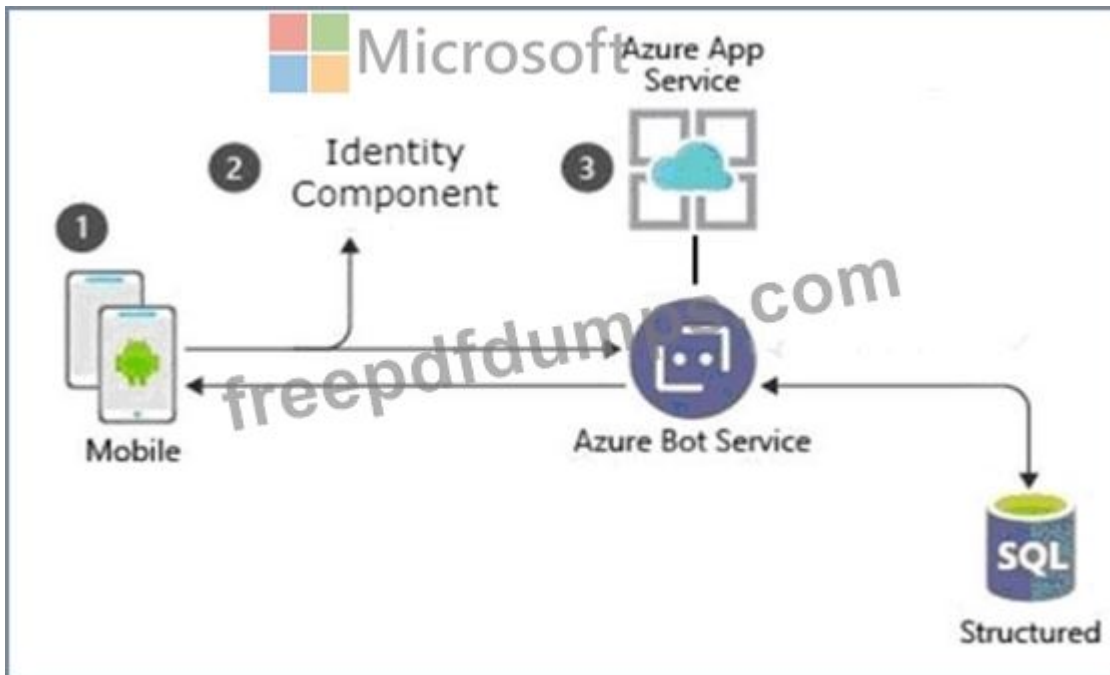 Microsoft
Azure App
Service
2
Identity
Component
3
1
freepdfdumps.com
Mobile
Azure Bot Service
SQL
Structured